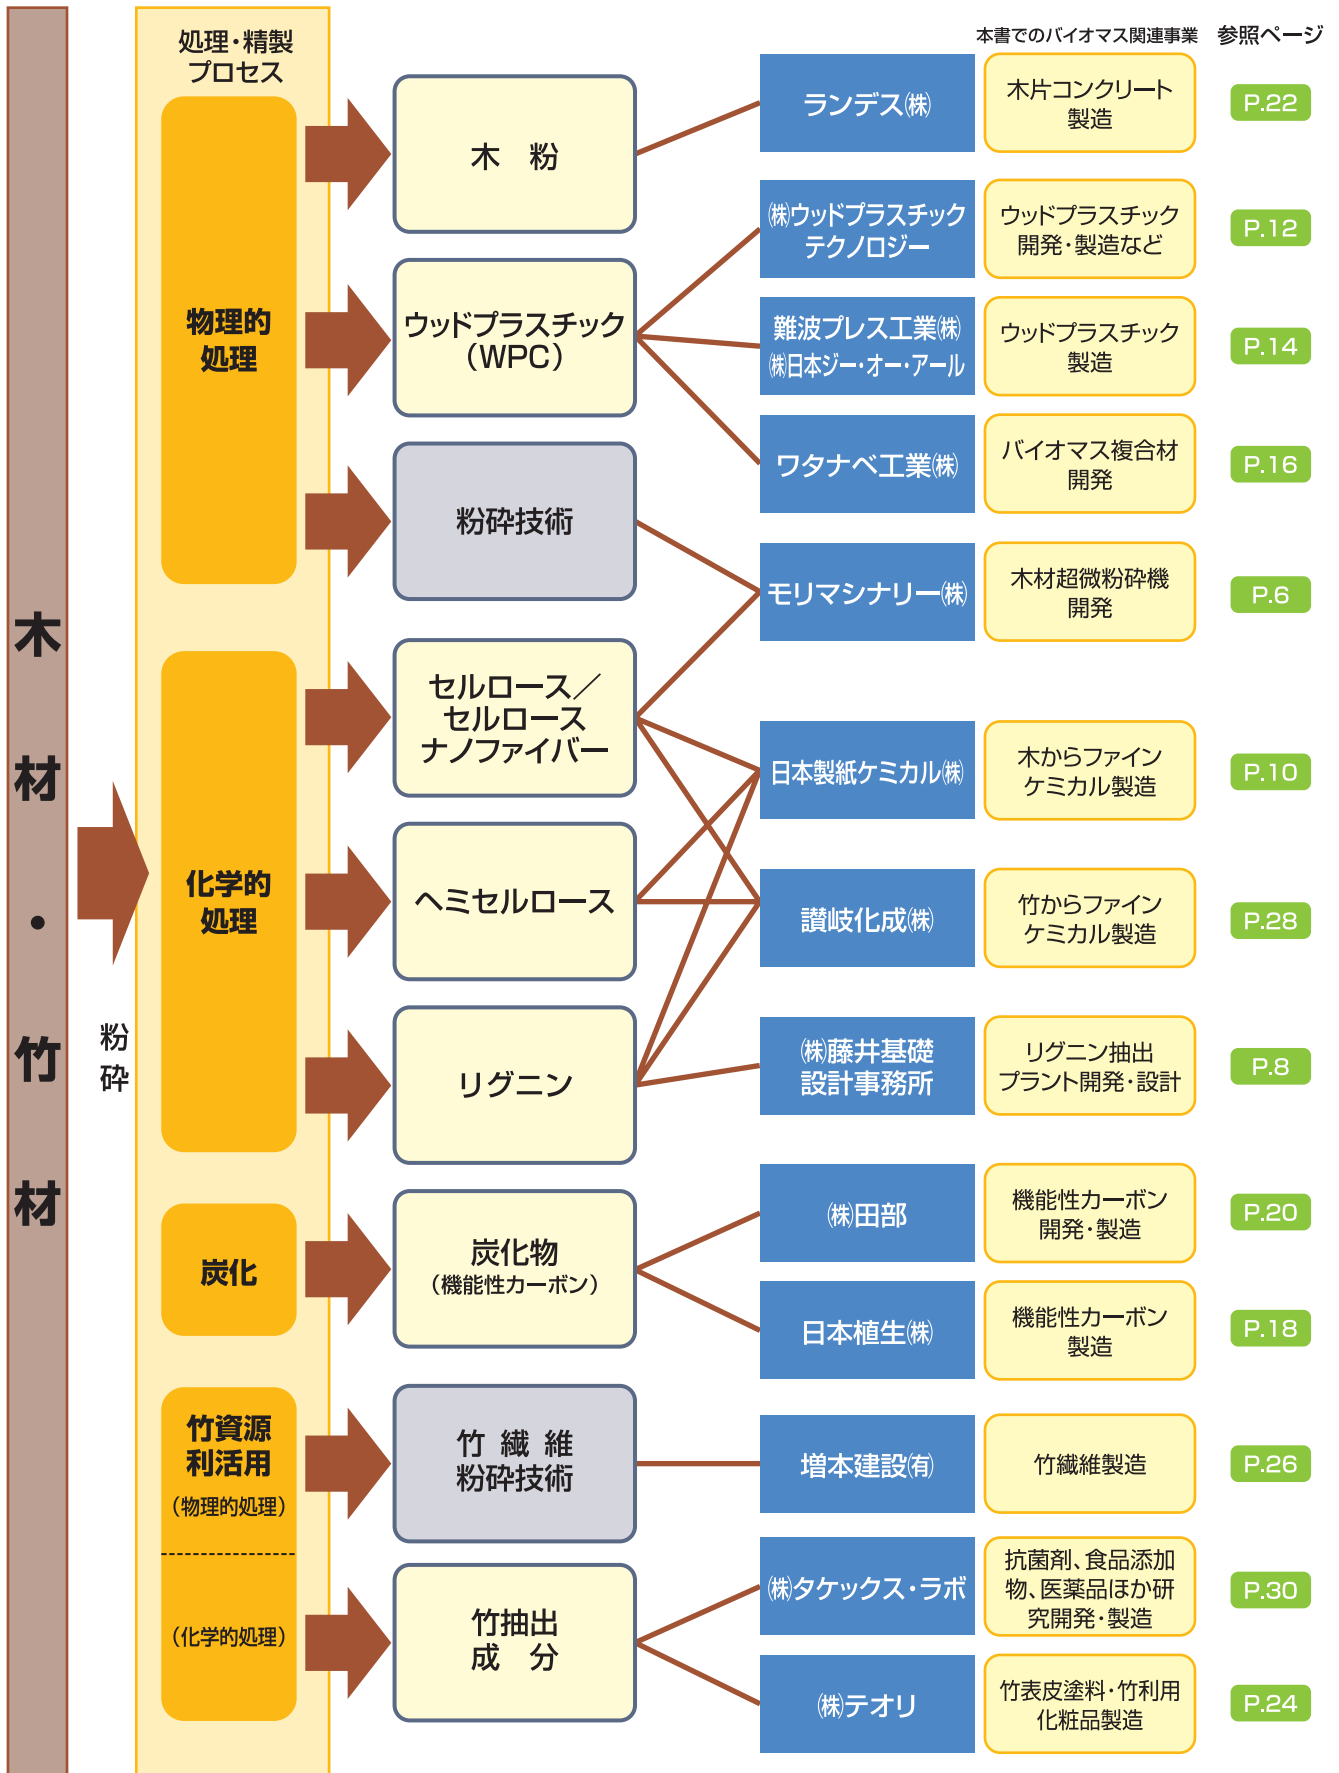 本書でのバイオマス関連事業
参照ページ
処理・精製
プロセス
木材・竹材
粉砕
物理的
処理
木　粉
ランデス㈱
木片コンクリート
製造
P.22
ウッドプラスチック
（WPC）
㈱ウッドプラスチック
テクノロジー
ウッドプラスチック
開発・製造など
P.12
難波プレス工業㈱
㈱日本ジー・オー・アール
ウッドプラスチック
製造
P.14
ワタナベ工業㈱
バイオマス複合材
開発
P.16
粉砕技術
モリマシナリー㈱
木材超微粉砕機
開発
P.6
化学的
処理
セルロース／
セルロース
ナノファイバー
日本製紙ケミカル㈱
木からファイン
ケミカル製造
P.10
ヘミセルロース
讃岐化成㈱
竹からファイン
ケミカル製造
P.28
リグニン
㈱藤井基礎
設計事務所
リグニン抽出
プラント開発・設計
P.8
炭化
炭化物
（機能性カーボン）
㈱田部
機能性カーボン
開発・製造
P.20
日本植生㈱
機能性カーボン
製造
P.18
竹資源
利活用
（物理的処理）
竹 繊 維
粉砕技術
増本建設㈲
竹繊維製造
P.26
（化学的処理）
竹抽出
成　分
㈱タケックス・ラボ
抗菌剤、食品添加
物、医薬品ほか研
究開発・製造
P.30
㈱テオリ
竹表皮塗料・竹利用
化粧品製造
P.24